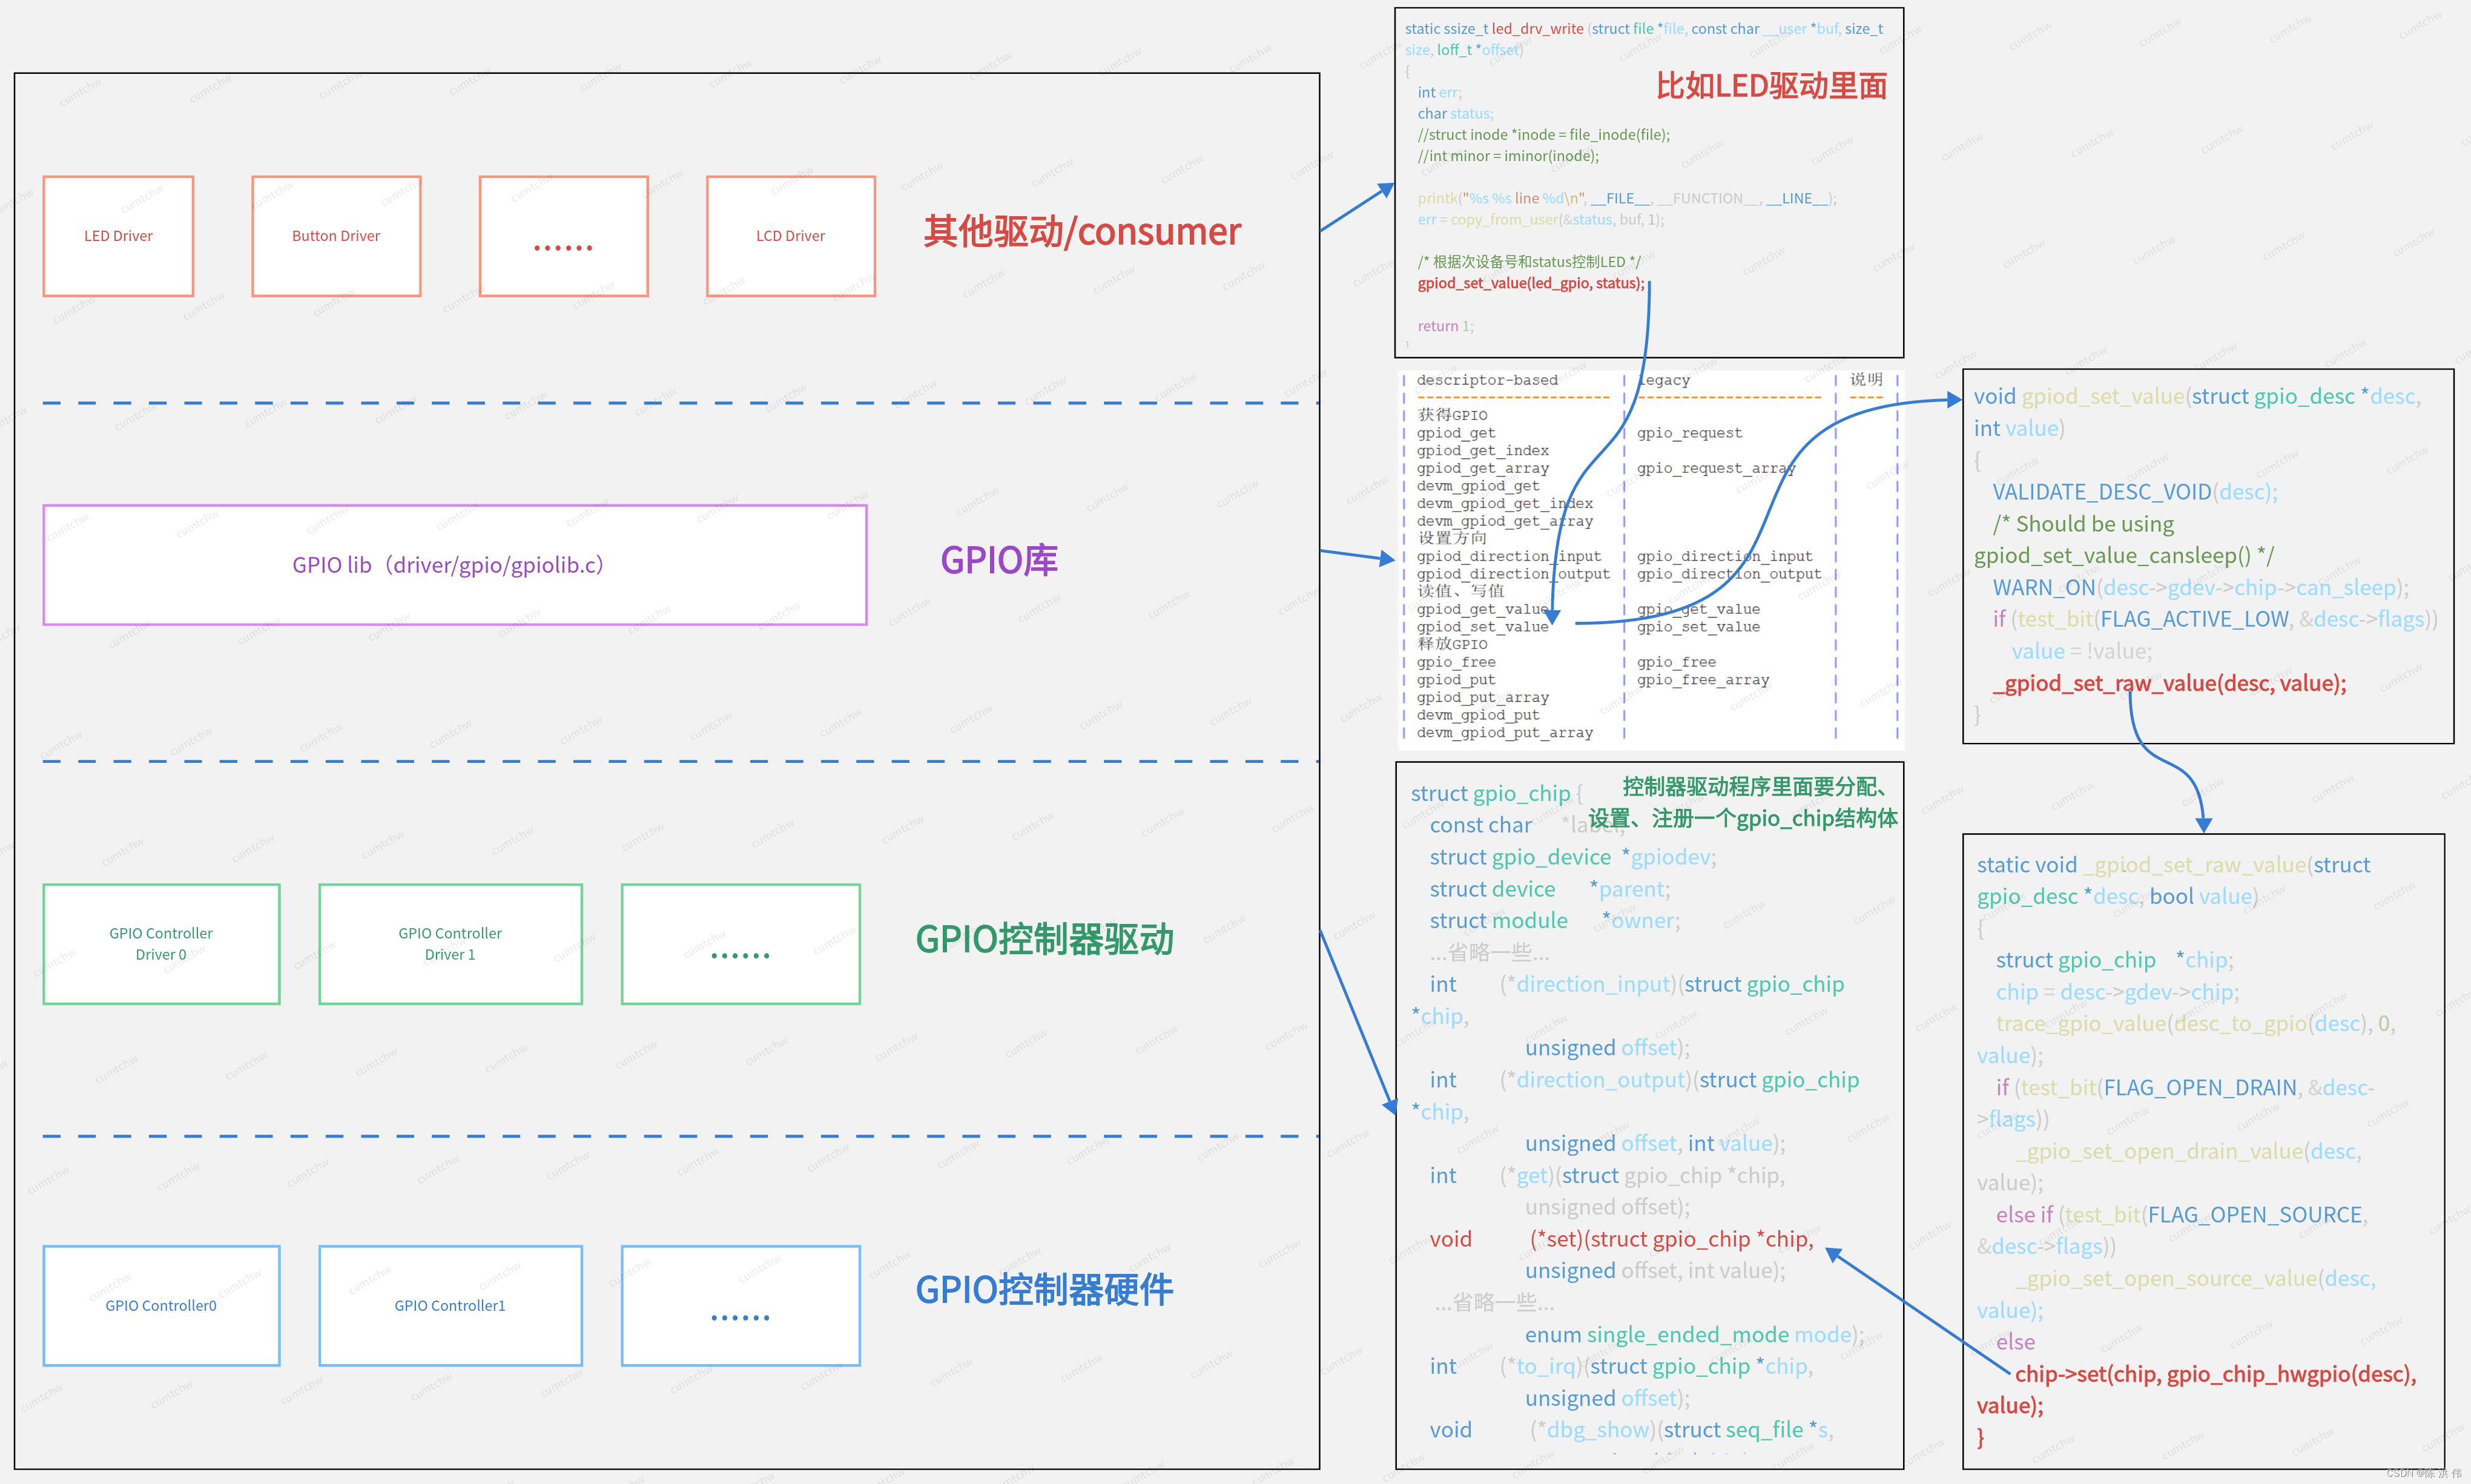 LED Driver
Button Driver
......
LCD Driver
其他驱动/consumer
GPIO lib（driver/gpio/gpiolib.c）
GPIO库
GPIO Controller
Driver 0
GPIO Controller
Driver 1
......
GPIO控制器驱动
GPIO Controller0
GPIO Controller1
......
GPIO控制器硬件
static ssize_t led_drv_write (struct file *file, const char __user *buf, size_t
size, loff_t *offset)
{
比如LED驱动里面
int err;
char status;
//struct inode *inode = file_inode(file);
//int minor = iminor(inode);
printk("%s %s line %d\n", __FILE__, __FUNCTION__, __LINE__);
err = copy_from_user(&status, buf, 1);
/* 根据次设备号和status控制LED */
gpiod_set_value(led_gpio, status);
return 1;
descriptor-based | legacy | 说明
获得GPIO
gpiod_get | gpio_request
gpiod_get_index
gpiod_get_array | gpio_request_array
devm_gpiod_get
devm_gpiod_get_index
devm_gpiod_get_array
设置方向
gpiod_direction_input | gpio_direction_input
gpiod_direction_output | gpio_direction_output
读值、写值
gpiod_get_value | gpio_get_value
gpiod_set_value | gpio_set_value
释放GPIO
gpio_free | gpio_free
gpiod_put | gpio_free_array
gpiod_put_array
devm_gpiod_put
devm_gpiod_put_array
控制器驱动程序里面要分配、
设置、注册一个gpio_chip结构体
struct gpio_chip {
const char *label;
struct gpio_device *gpiodev;
struct device *parent;
struct module *owner;
...省略一些...
int (*direction_input)(struct gpio_chip
*chip,
unsigned offset);
int (*direction_output)(struct gpio_chip
*chip,
unsigned offset, int value);
int (*get)(struct gpio_chip *chip,
unsigned offset);
void (*set)(struct gpio_chip *chip,
unsigned offset, int value);
...省略一些...
enum single_ended_mode mode);
int (*to_irq)(struct gpio_chip *chip,
unsigned offset);
void (*dbg_show)(struct seq_file *s,
void gpiod_set_value(struct gpio_desc *desc,
int value)
{
VALIDATE_DESC_VOID(desc);
/* Should be using
gpiod_set_value_cansleep() */
WARN_ON(desc->gdev->chip->can_sleep);
if (test_bit(FLAG_ACTIVE_LOW, &desc->flags))
value = !value;
_gpiod_set_raw_value(desc, value);
}
static void _gpiod_set_raw_value(struct
gpio_desc *desc, bool value)
{
struct gpio_chip *chip;
chip = desc->gdev->chip;
trace_gpio_value(desc_to_gpio(desc), 0,
value);
if (test_bit(FLAG_OPEN_DRAIN, &desc-
>flags))
_gpio_set_open_drain_value(desc,
value);
else if (test_bit(FLAG_OPEN_SOURCE,
&desc->flags))
_gpio_set_open_source_value(desc,
value);
else
chip->set(chip, gpio_chip_hwgpio(desc),
value);
}
cumtchw
CSDN @陈 洪 伟